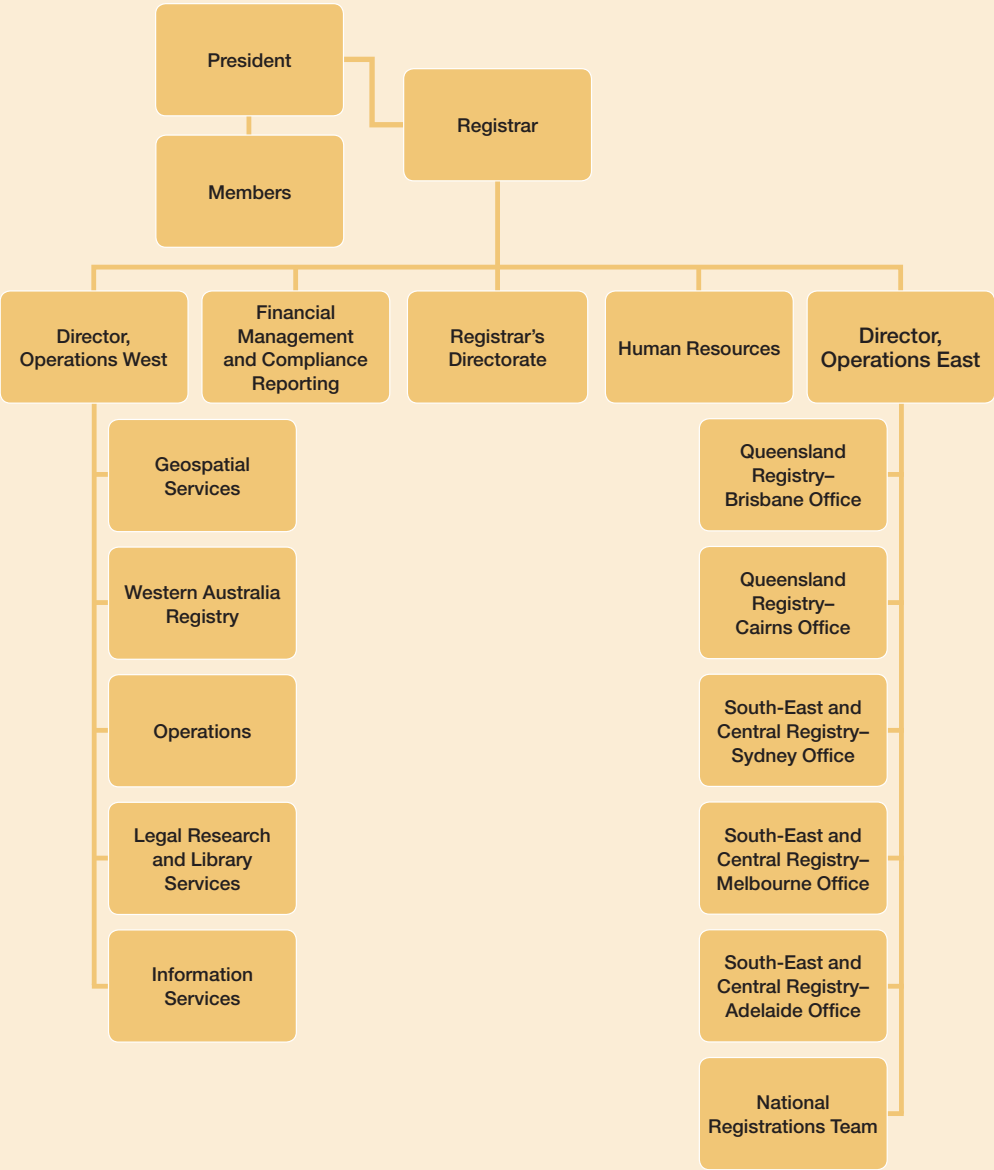 President
Registrar
Members
Director,
Operations West
Financial
Management
and Compliance
Reporting
Registrar’s
Directorate
Human Resources
Director,
Operations East
Geospatial
Services
Western Australia
Registry
Operations
Legal Research
and Library
Services
Information
Services
Queensland
Registry–
Brisbane Office
Queensland
Registry–
Cairns Office
South-East and
Central Registry–
Sydney Office
South-East and
Central Registry–
Melbourne Office
South-East and
Central Registry–
Adelaide Office
National
Registrations Team